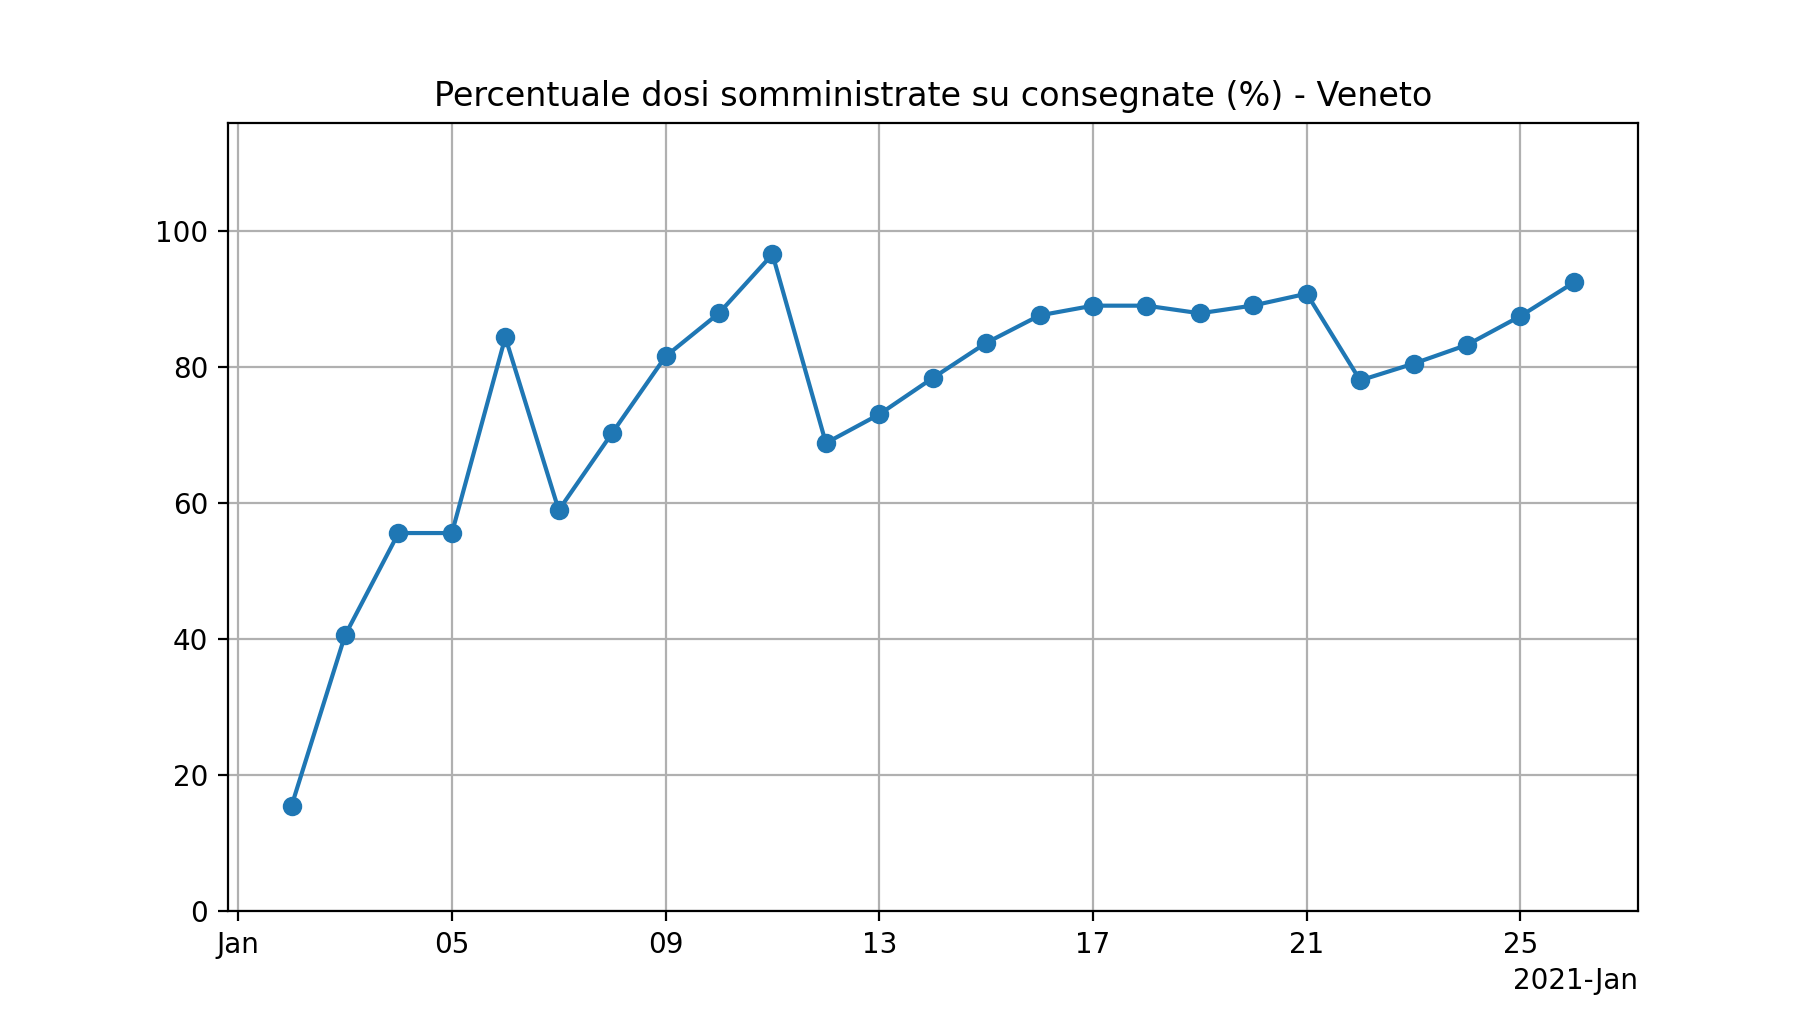 Percentuale dosi somministrate su consegnate (%) - Veneto
100
80
60
40
20
0
Jan 05 09 13 17 21 25
2021-Jan